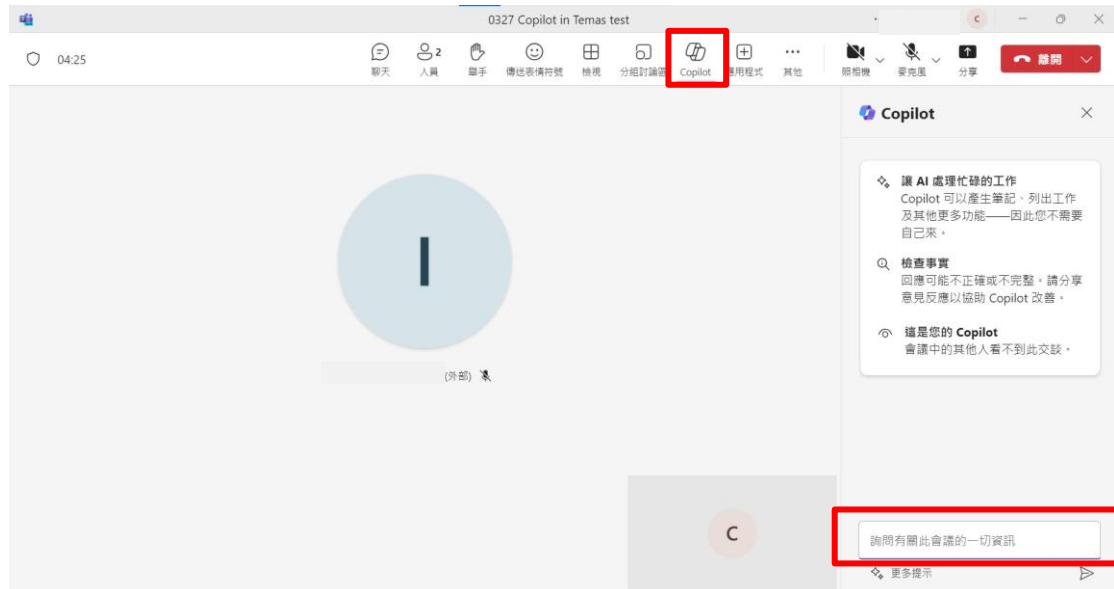 0327 Copilot in Temas test
C
04:25
聊天
人員 2
舉手
傳送表情符號
檢視
分組討論區
Copilot
應用程式
其他
照相機
麥克風
分享
離開
Copilot
讓 AI 處理忙碌的工作
Copilot 可以產生筆記、列出工作
及其他更多功能——因此您不需要
自己來。
檢查事實
回應可能不正確或不完整。請分享
意見反應以協助 Copilot 改善。
這是您的 Copilot
會議中的其他人看不到此交談。
I
(外部)
C
詢問有關此會議的一切資訊
更多提示